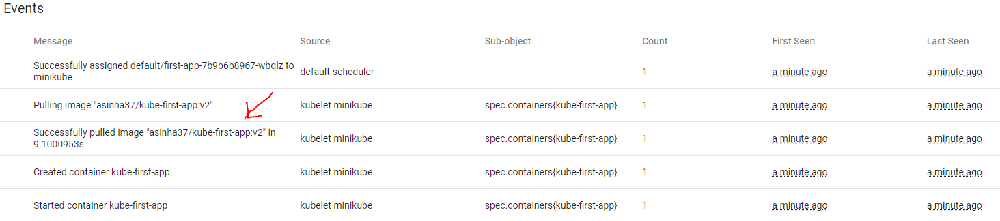 Events
Message Source Sub-object Count First Seen Last Seen
Successfully assigned default/first-app-7b9b6b8967-wbqlz to
minikube
default-scheduler - 1 a minute ago a minute ago
Pulling image "asinha37/kube-first-app:v2" kubelet minikube spec.containers{kube-first-app} 1 a minute ago a minute ago
Successfully pulled image "asinha37/kube-first-app:v2" in
9.1000953s
kubelet minikube spec.containers{kube-first-app} 1 a minute ago a minute ago
Created container kube-first-app kubelet minikube spec.containers{kube-first-app} 1 a minute ago a minute ago
Started container kube-first-app kubelet minikube spec.containers{kube-first-app} 1 a minute ago a minute ago